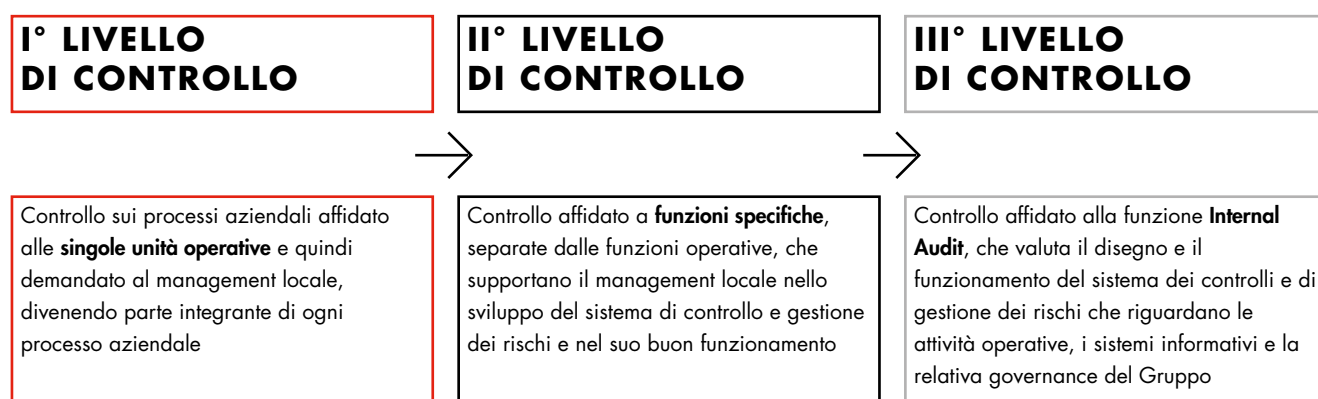 I° LIVELLO
DI CONTROLLO
II° LIVELLO
DI CONTROLLO
III° LIVELLO
DI CONTROLLO
Controllo sui processi aziendali affidato
alle singole unità operative e quindi
demandato al management locale,
divenendo parte integrante di ogni
processo aziendale
Controllo affidato a funzioni specifiche,
separate dalle funzioni operative, che
supportano il management locale nello
sviluppo del sistema di controllo e gestione
dei rischi e nel suo buon funzionamento
Controllo affidato alla funzione Internal
Audit, che valuta il disegno e il
funzionamento del sistema dei controlli e di
gestione dei rischi che riguardano le
attività operative, i sistemi informativi e la
relativa governance del Gruppo